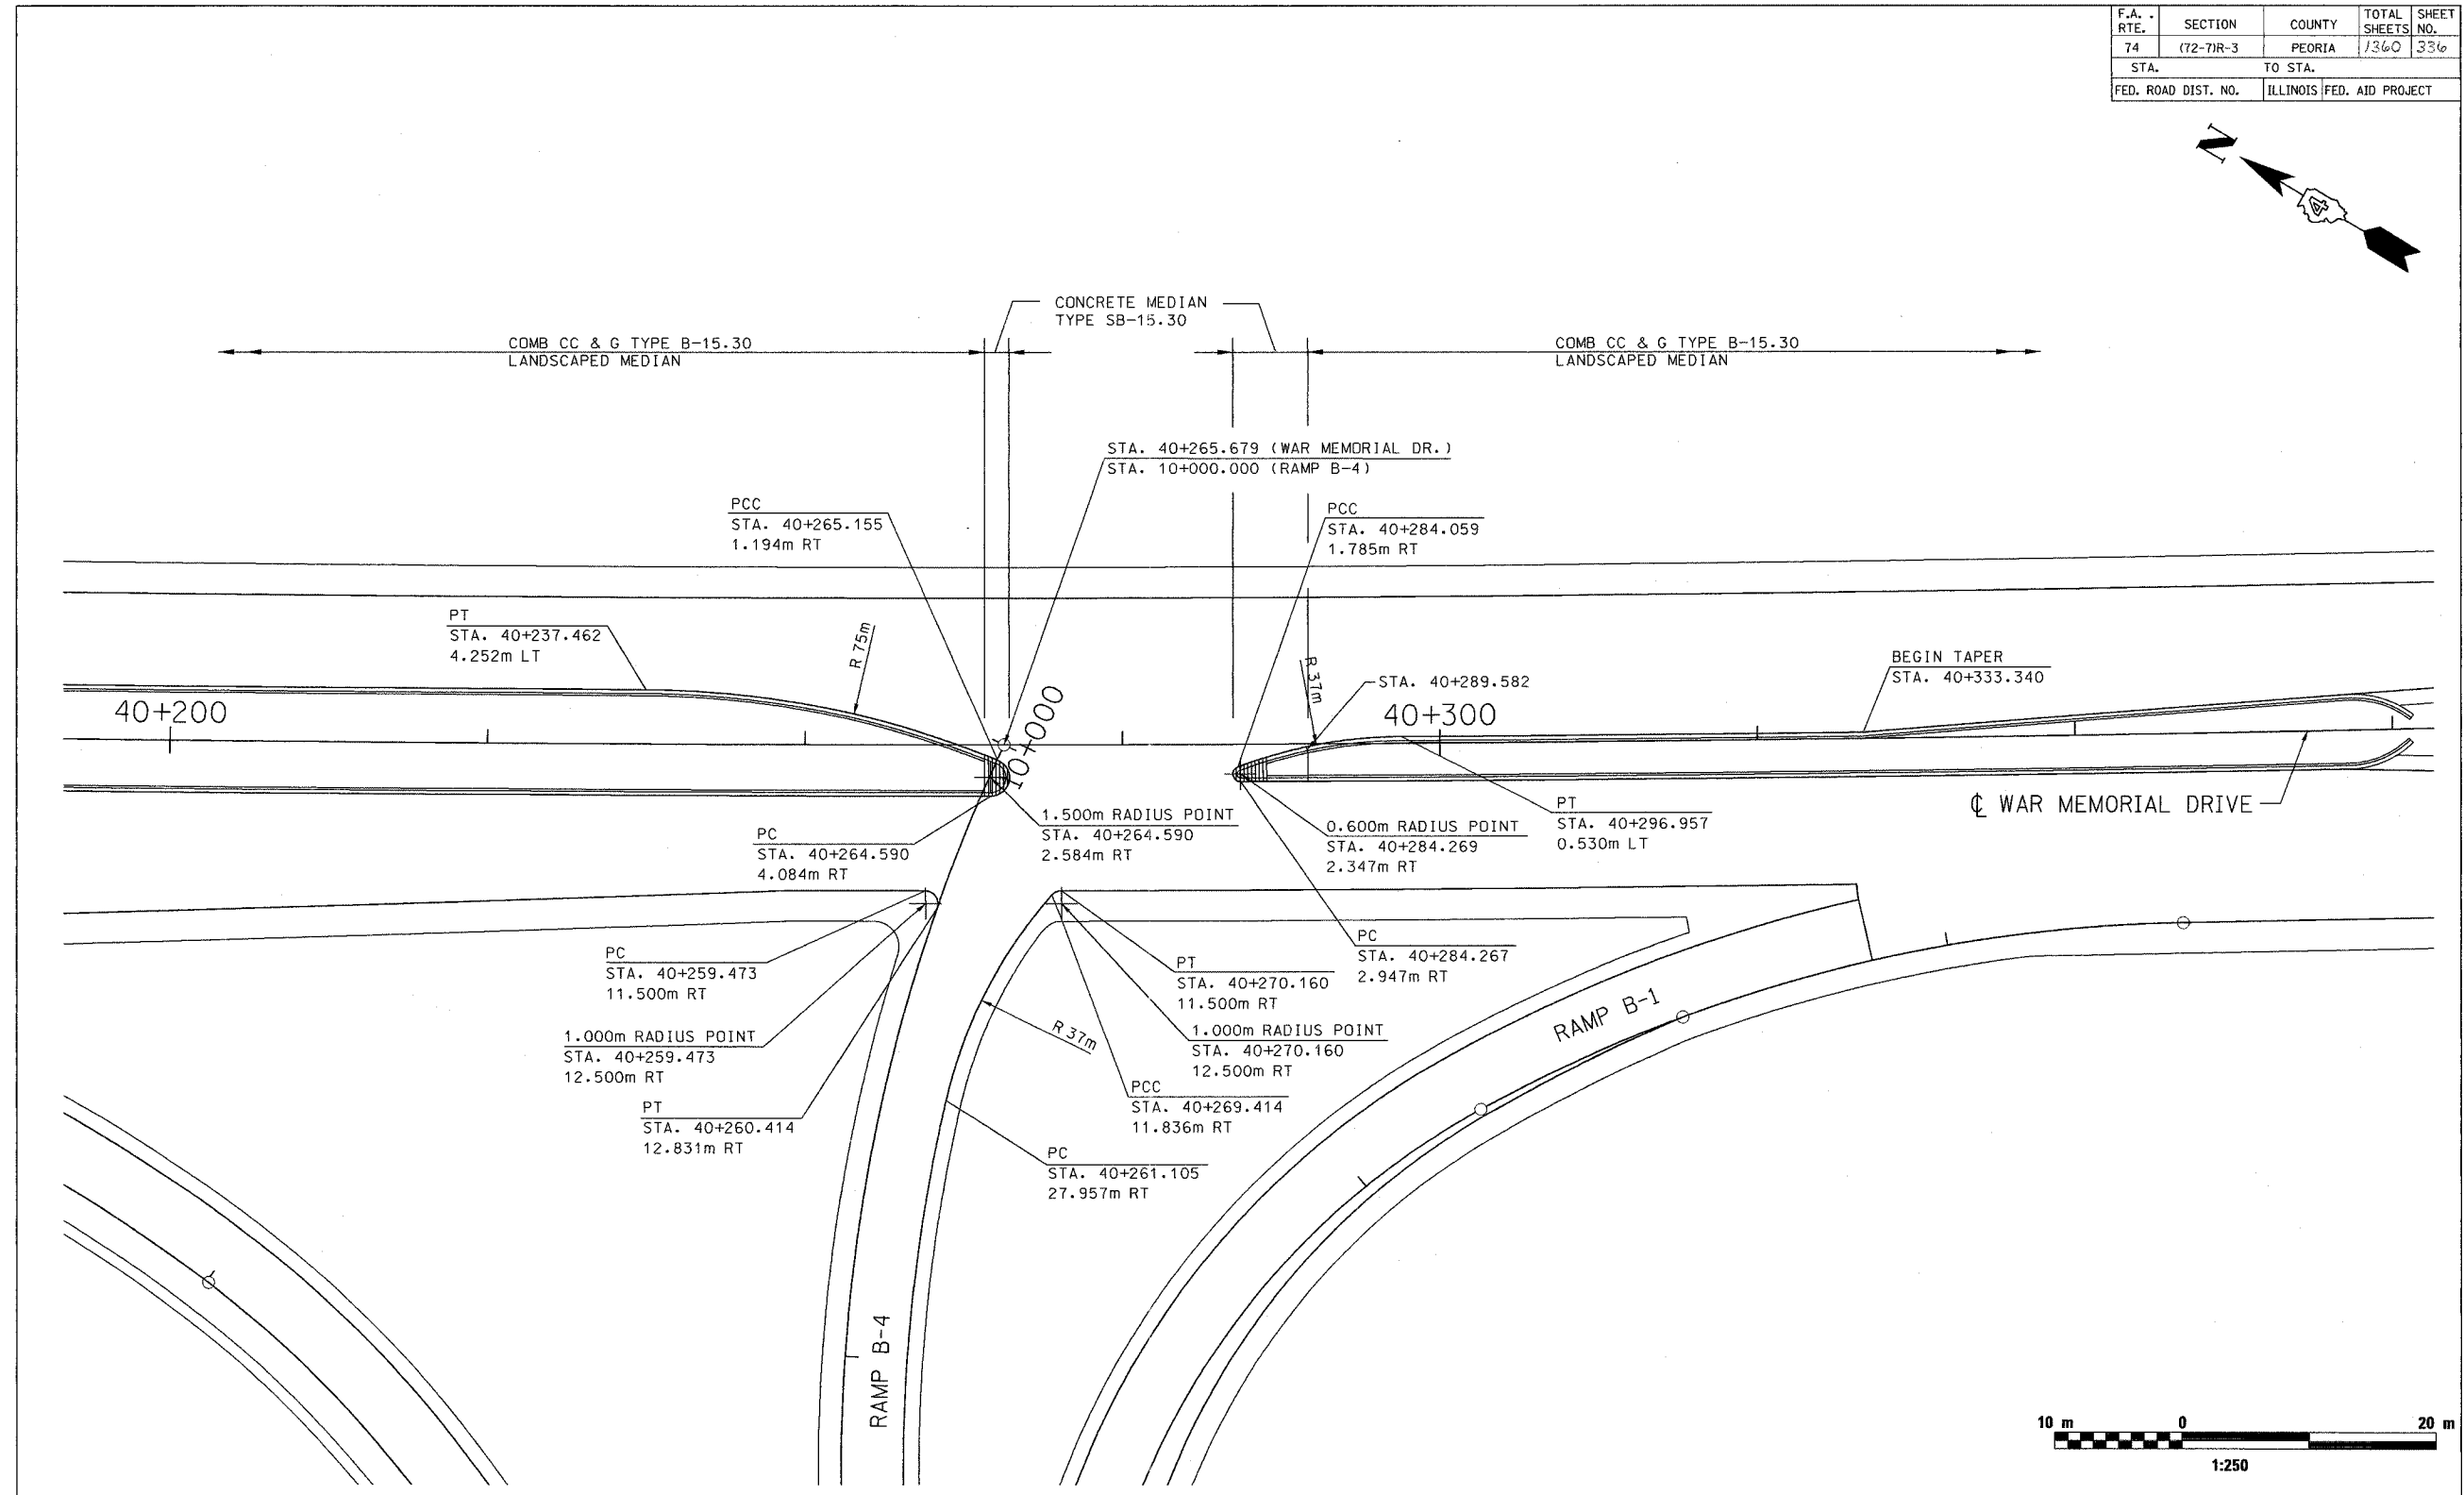 F.A. . RTE. SECTION COUNTY TOTAL SHEETS SHEET NO.
74 (72-7)R-3 PEORIA 1360 336
STA. TO STA.
FED. ROAD DIST. NO. ILLINOIS FED. AID PROJECT
N
4
CONCRETE MEDIAN
TYPE SB-15.30
COMB CC & G TYPE B-15.30
LANDSCAPED MEDIAN
COMB CC & G TYPE B-15.30
LANDSCAPED MEDIAN
STA. 40+265.679 (WAR MEMORIAL DR.)
STA. 10+000.000 (RAMP B-4)
PCC
STA. 40+265.155
1.194m RT
PCC
STA. 40+284.059
1.785m RT
PT
STA. 40+237.462
4.252m LT
R 75m
R 37m
STA. 40+289.582
BEGIN TAPER
STA. 40+333.340
40+200
10+000
40+300
℄ WAR MEMORIAL DRIVE
PC
STA. 40+264.590
4.084m RT
1.500m RADIUS POINT
STA. 40+264.590
2.584m RT
0.600m RADIUS POINT
STA. 40+284.269
2.347m RT
PT
STA. 40+296.957
0.530m LT
PC
STA. 40+259.473
11.500m RT
PT
STA. 40+270.160
11.500m RT
PC
STA. 40+284.267
2.947m RT
1.000m RADIUS POINT
STA. 40+259.473
12.500m RT
R 37m
1.000m RADIUS POINT
STA. 40+270.160
12.500m RT
RAMP B-1
PT
STA. 40+260.414
12.831m RT
PCC
STA. 40+269.414
11.836m RT
PC
STA. 40+261.105
27.957m RT
RAMP B-4
10 m 0 20 m
1:250